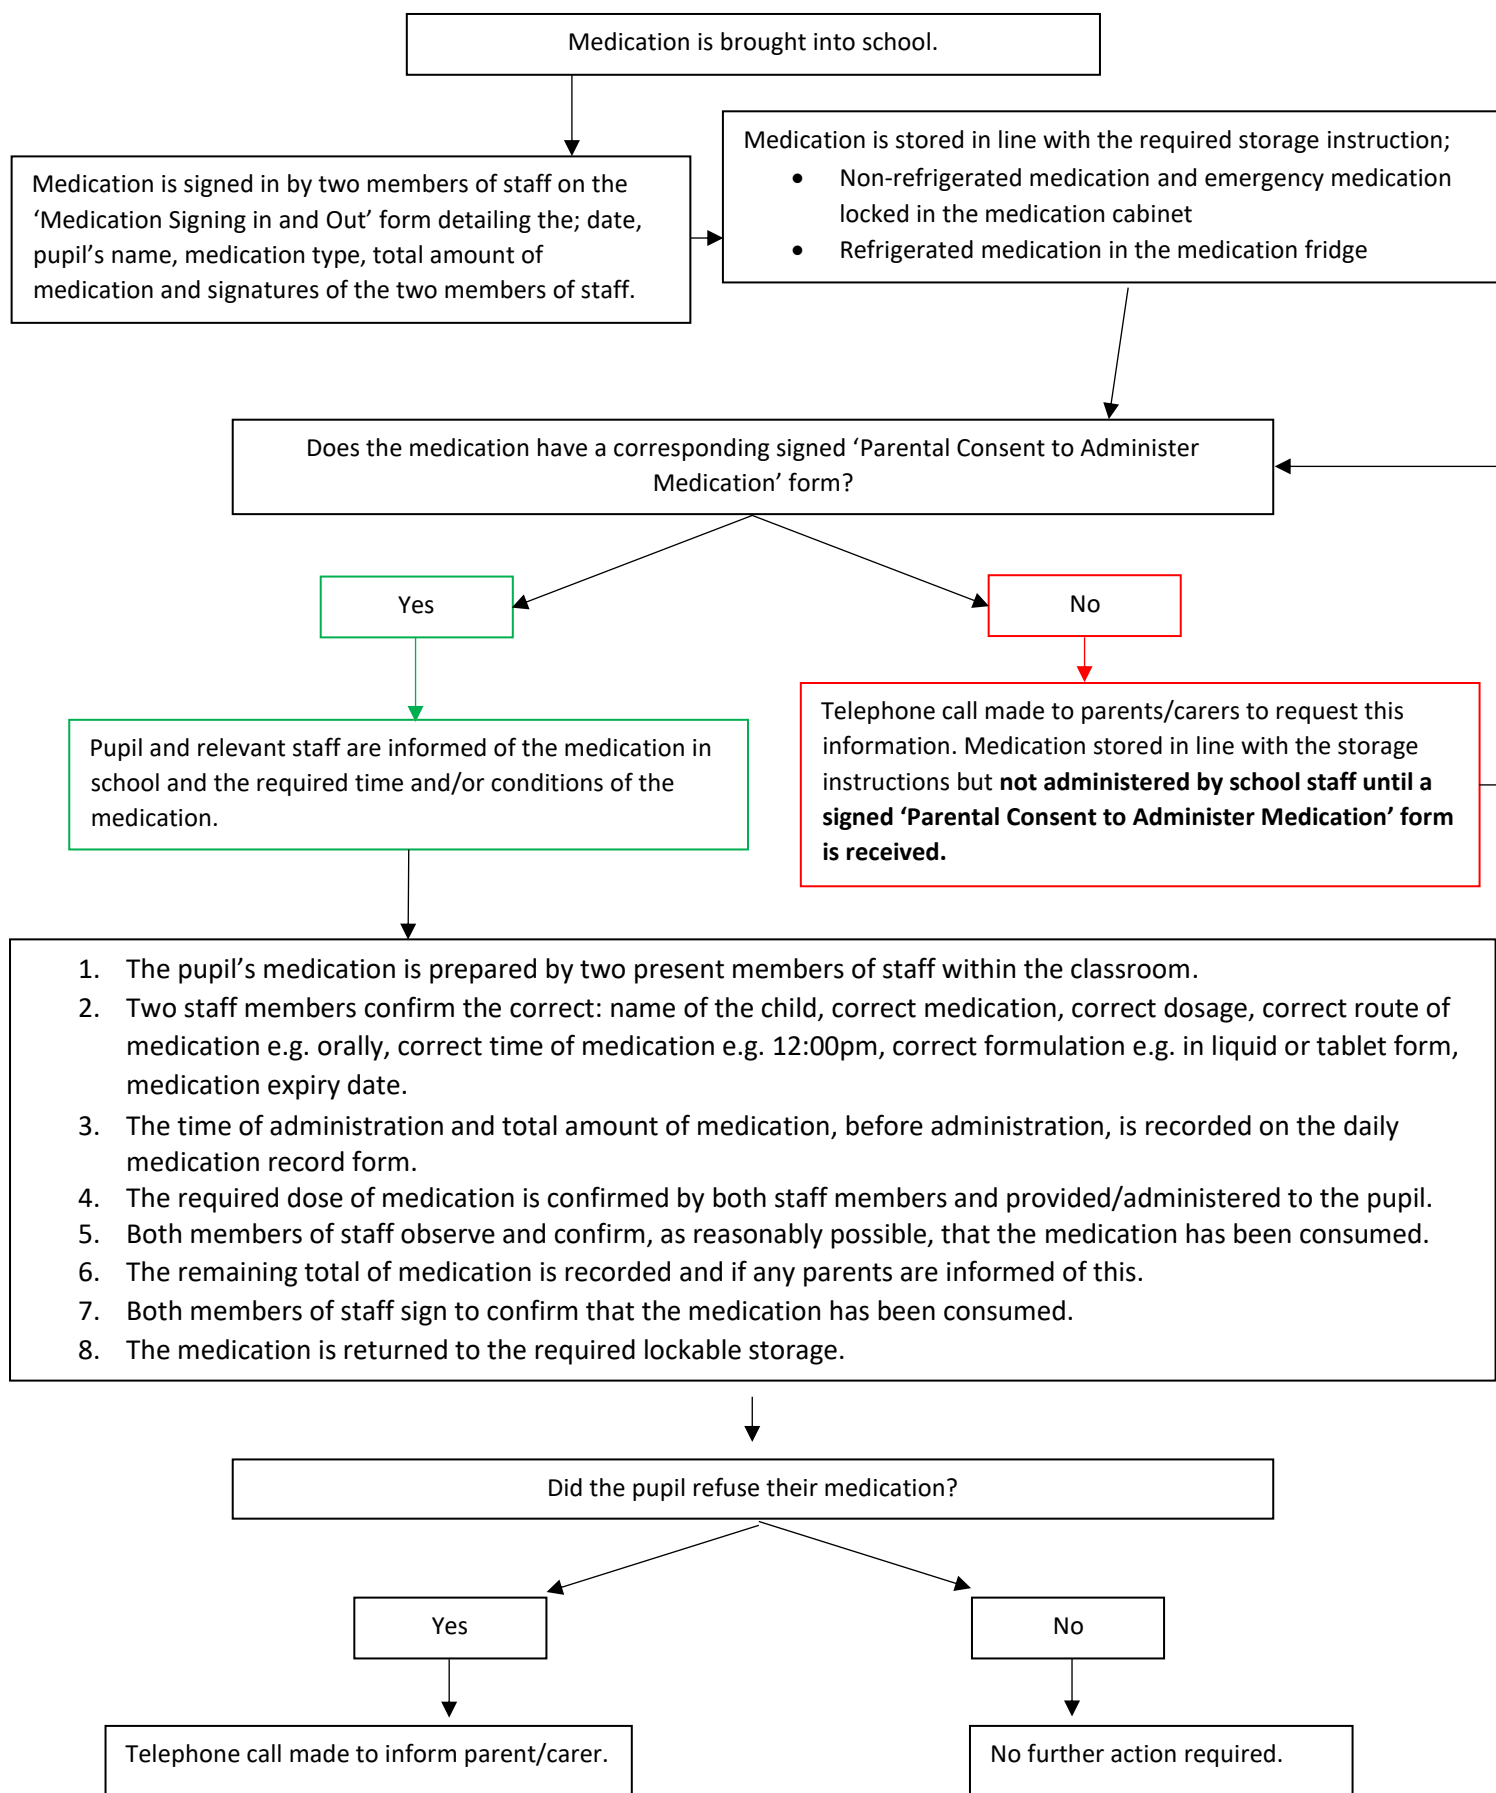 Medication is brought into school.
Medication is signed in by two members of staff on the
‘Medication Signing in and Out’ form detailing the; date,
pupil’s name, medication type, total amount of
medication and signatures of the two members of staff.
Medication is stored in line with the required storage instruction;
• Non-refrigerated medication and emergency medication
locked in the medication cabinet
• Refrigerated medication in the medication fridge
Does the medication have a corresponding signed ‘Parental Consent to Administer
Medication’ form?
Yes
No
Pupil and relevant staff are informed of the medication in
school and the required time and/or conditions of the
medication.
Telephone call made to parents/carers to request this
information. Medication stored in line with the storage
instructions but not administered by school staff until a
signed ‘Parental Consent to Administer Medication’ form
is received.
1. The pupil’s medication is prepared by two present members of staff within the classroom.
2. Two staff members confirm the correct: name of the child, correct medication, correct dosage, correct route of
medication e.g. orally, correct time of medication e.g. 12:00pm, correct formulation e.g. in liquid or tablet form,
medication expiry date.
3. The time of administration and total amount of medication, before administration, is recorded on the daily
medication record form.
4. The required dose of medication is confirmed by both staff members and provided/administered to the pupil.
5. Both members of staff observe and confirm, as reasonably possible, that the medication has been consumed.
6. The remaining total of medication is recorded and if any parents are informed of this.
7. Both members of staff sign to confirm that the medication has been consumed.
8. The medication is returned to the required lockable storage.
Did the pupil refuse their medication?
Yes
No
Telephone call made to inform parent/carer.
No further action required.